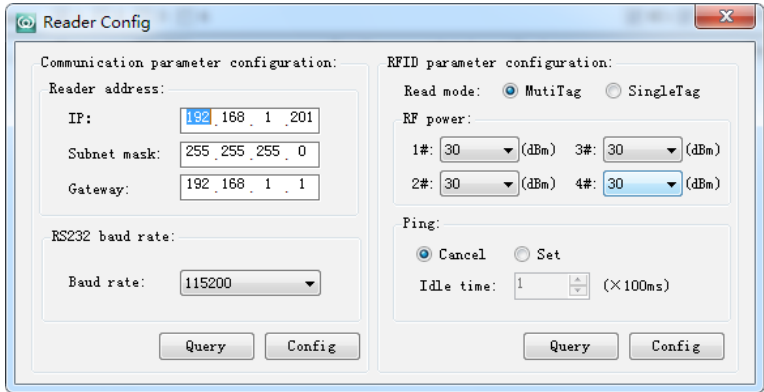 Reader Config
x
Communication parameter configuration:
Reader address:
IP: 192 . 168 . 1 . 201
Subnet mask: 255 . 255 . 255 . 0
Gateway: 192 . 168 . 1 . 1
RS232 baud rate:
Baud rate: 115200
Query Config
RFID parameter configuration:
Read mode: MutiTag SingleTag
RF power:
1#: 30 (dBm) 3#: 30 (dBm)
2#: 30 (dBm) 4#: 30 (dBm)
Ping:
Cancel Set
Idle time: 1 (×100ms)
Query Config